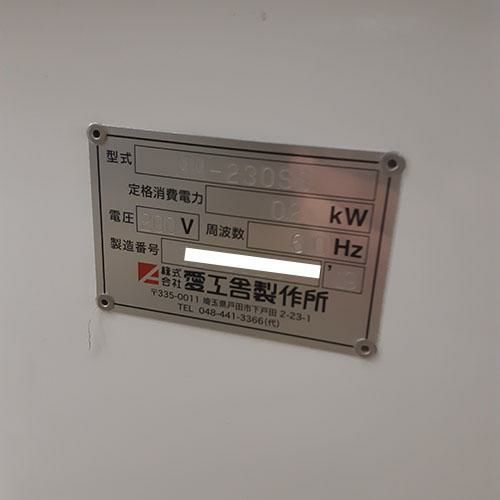 型式
定格消費電力 kW
電圧 200 V 周波数 60 Hz
製造番号
株式会社 愛工舎製作所
〒335-0011 埼玉県戸田市下戸田 2-23-1
TEL 048-441-3366(代)